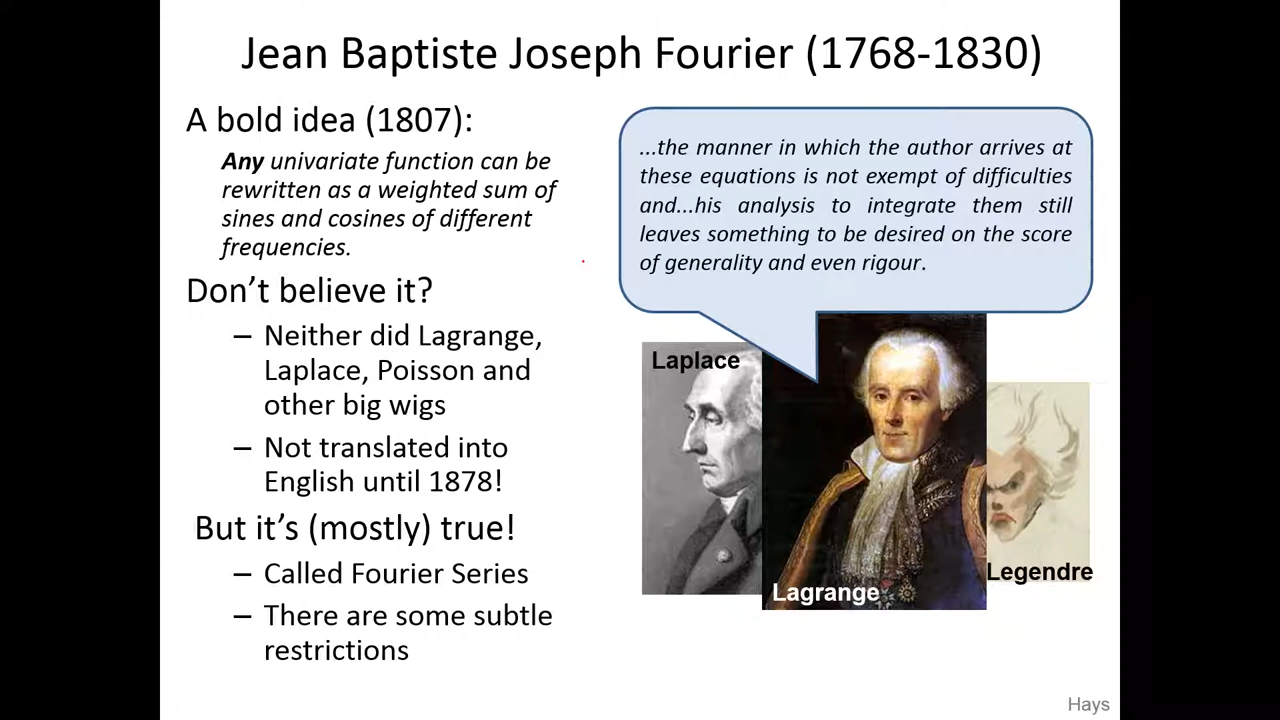 Jean Baptiste Joseph Fourier (1768-1830)
A bold idea (1807):
Any univariate function can be
rewritten as a weighted sum of
sines and cosines of different
frequencies.
Don’t believe it?
– Neither did Lagrange,
Laplace, Poisson and
other big wigs
– Not translated into
English until 1878!
But it’s (mostly) true!
– Called Fourier Series
– There are some subtle
restrictions
...the manner in which the author arrives at
these equations is not exempt of difficulties
and...his analysis to integrate them still
leaves something to be desired on the score
of generality and even rigour.
Laplace
Lagrange
Legendre
Hays